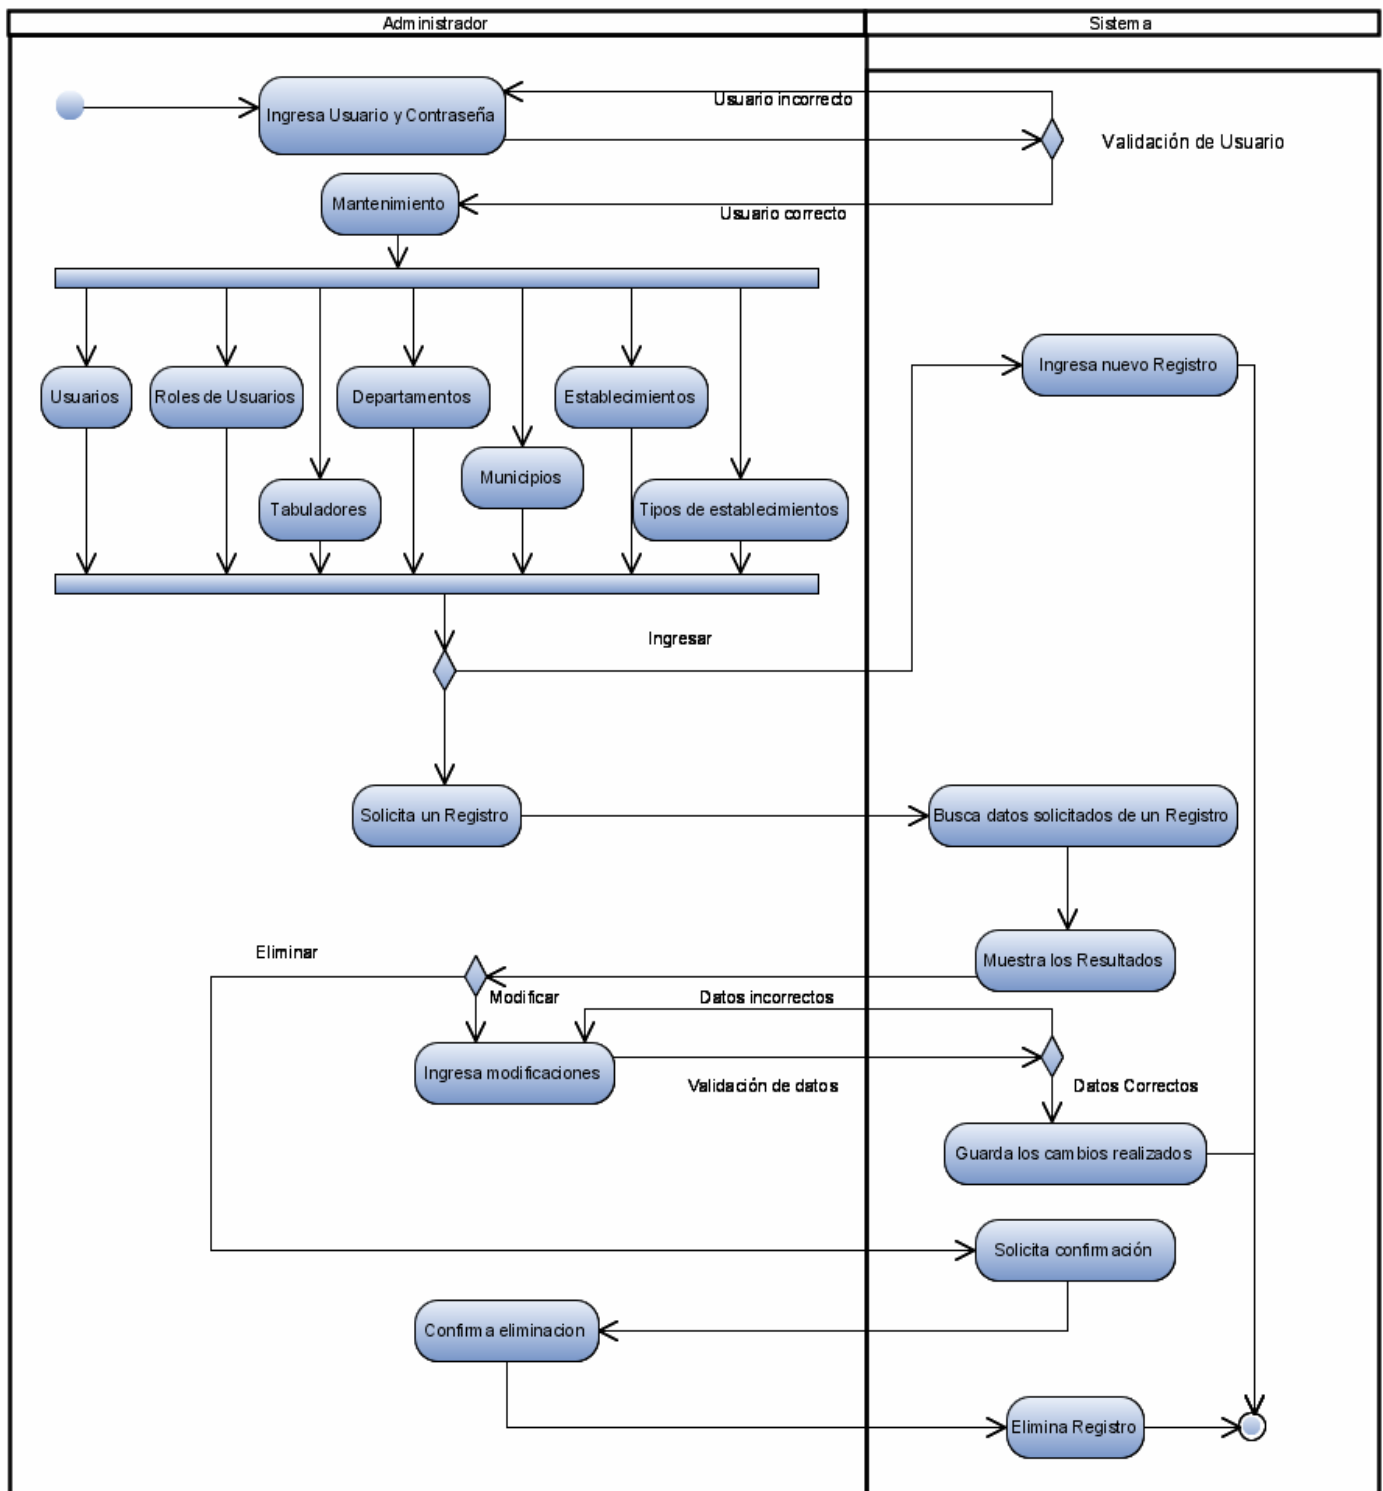 Administrador
Sistema
Usuario incorrecto
Ingresa Usuario y Contraseña
Validación de Usuario
Mantenimiento
Usuario correcto
Ingresa nuevo Registro
Usuarios
Roles de Usuarios
Departamentos
Establecimientos
Municipios
Tabuladores
Tipos de establecimientos
Ingresar
Solicita un Registro
Busca datos solicitados de un Registro
Eliminar
Muestra los Resultados
Modificar
Datos incorrectos
Ingresa modificaciones
Validación de datos
Datos Correctos
Guarda los cambios realizados
Solicita confirmación
Confirma eliminacion
Elimina Registro